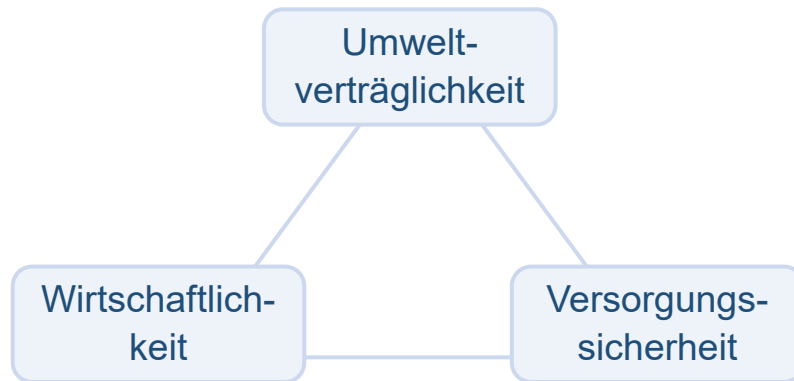 Umwelt-
verträglichkeit
Wirtschaftlich-
keit
Versorgungs-
sicherheit